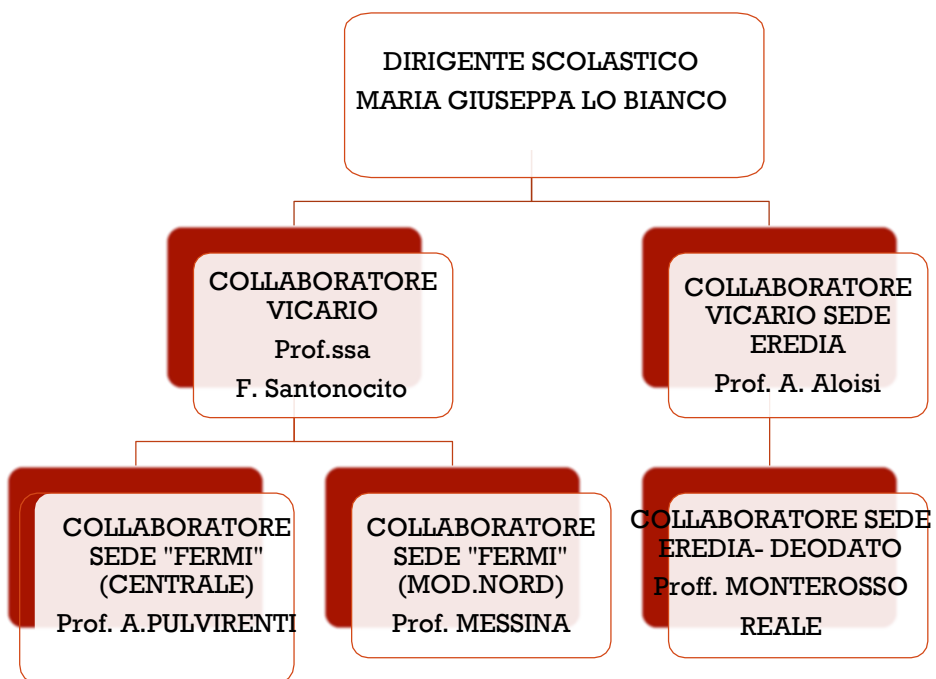 DIRIGENTE SCOLASTICO
MARIA GIUSEPPA LO BIANCO
COLLABORATORE
VICARIO
Prof.ssa
F. Santonocito
COLLABORATORE
VICARIO SEDE
EREDIA
Prof. A. Aloisi
COLLABORATORE
SEDE "FERMI"
(CENTRALE)
Prof. A.PULVIRENTI
COLLABORATORE
SEDE "FERMI"
(MOD.NORD)
Prof. MESSINA
COLLABORATORE SEDE
EREDIA- DEODATO
Proff. MONTEROSSO
REALE